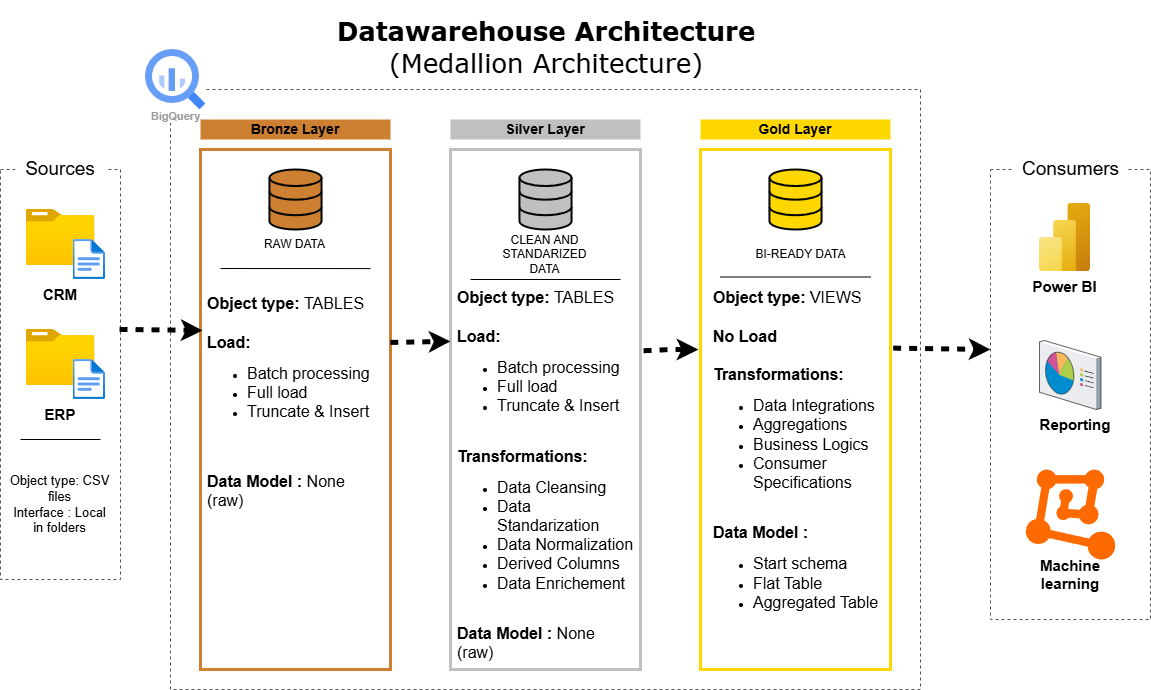 Datawarehouse Architecture
(Medallion Architecture)
BigQuery
Sources
CRM
ERP
Object type: CSV
files
Interface : Local
in folders
Bronze Layer
RAW DATA
Object type: TABLES
Load:
• Batch processing
• Full load
• Truncate & Insert
Data Model : None
(raw)
Silver Layer
CLEAN AND
STANDARIZED
DATA
Object type: TABLES
Load:
• Batch processing
• Full load
• Truncate & Insert
Transformations:
• Data Cleansing
• Data
Standarization
• Data Normalization
• Derived Columns
• Data Enrichement
Data Model : None
(raw)
Gold Layer
BI-READY DATA
Object type: VIEWS
No Load
Transformations:
• Data Integrations
• Aggregations
• Business Logics
• Consumer
Specifications
Data Model :
• Start schema
• Flat Table
• Aggregated Table
Consumers
Power BI
Reporting
Machine
learning